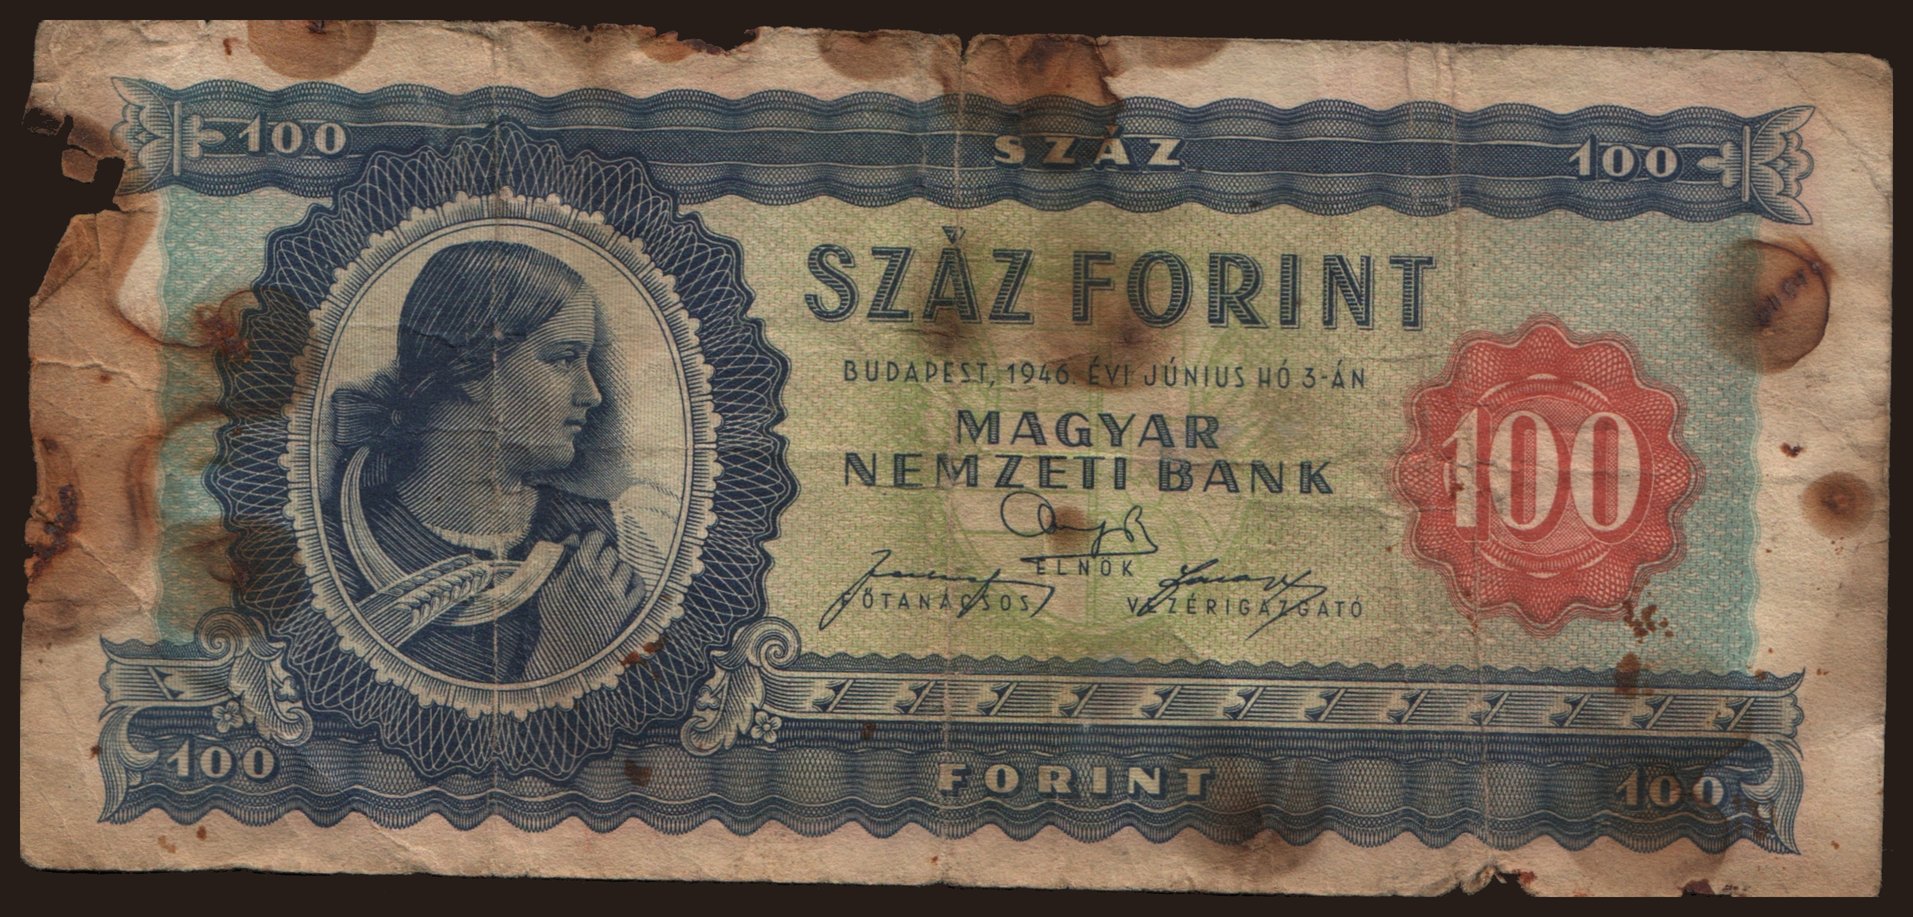 100 SZÁZ 100
SZÁZ FORINT
BUDAPEST, 1946. ÉVI JÚNIUS HÓ 3-ÁN
MAGYAR
NEMZETI BANK
100
ELNÖK
FŐTANÁCSOS VEZÉRIGAZGATÓ
100 FORINT 100